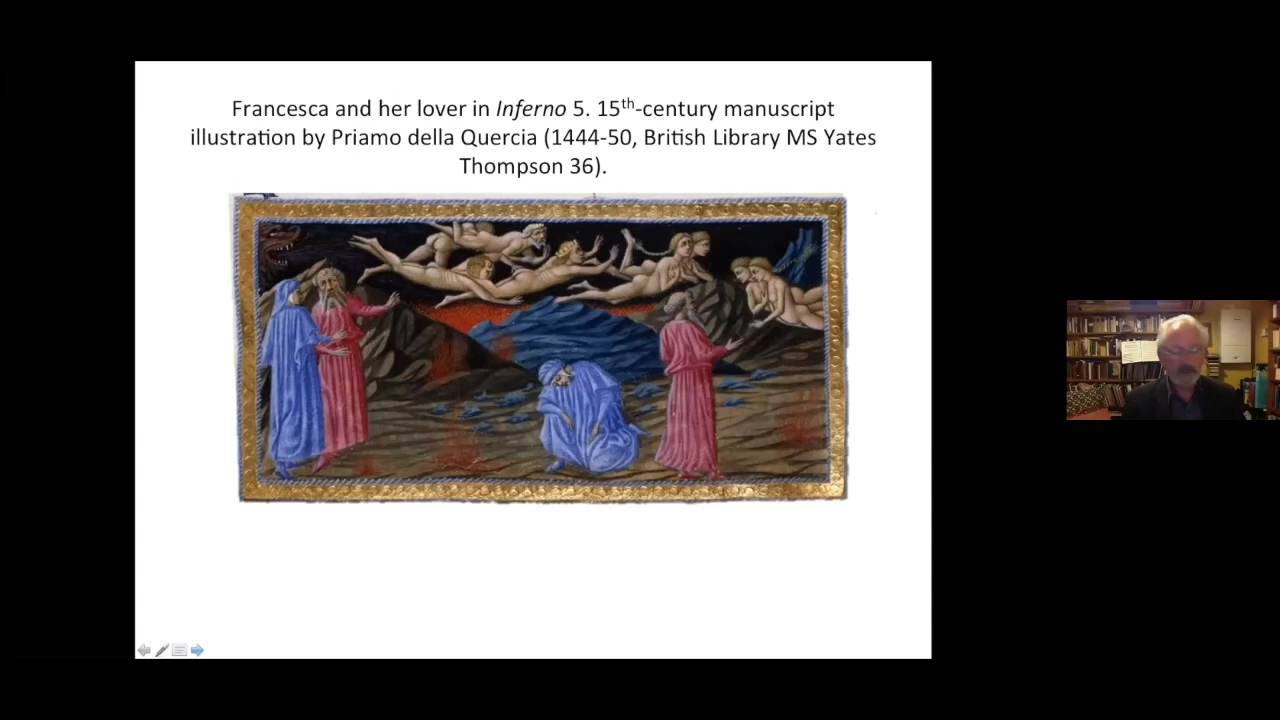 Francesca and her lover in Inferno 5. 15th-century manuscript
illustration by Priamo della Quercia (1444-50, British Library MS Yates
Thompson 36).